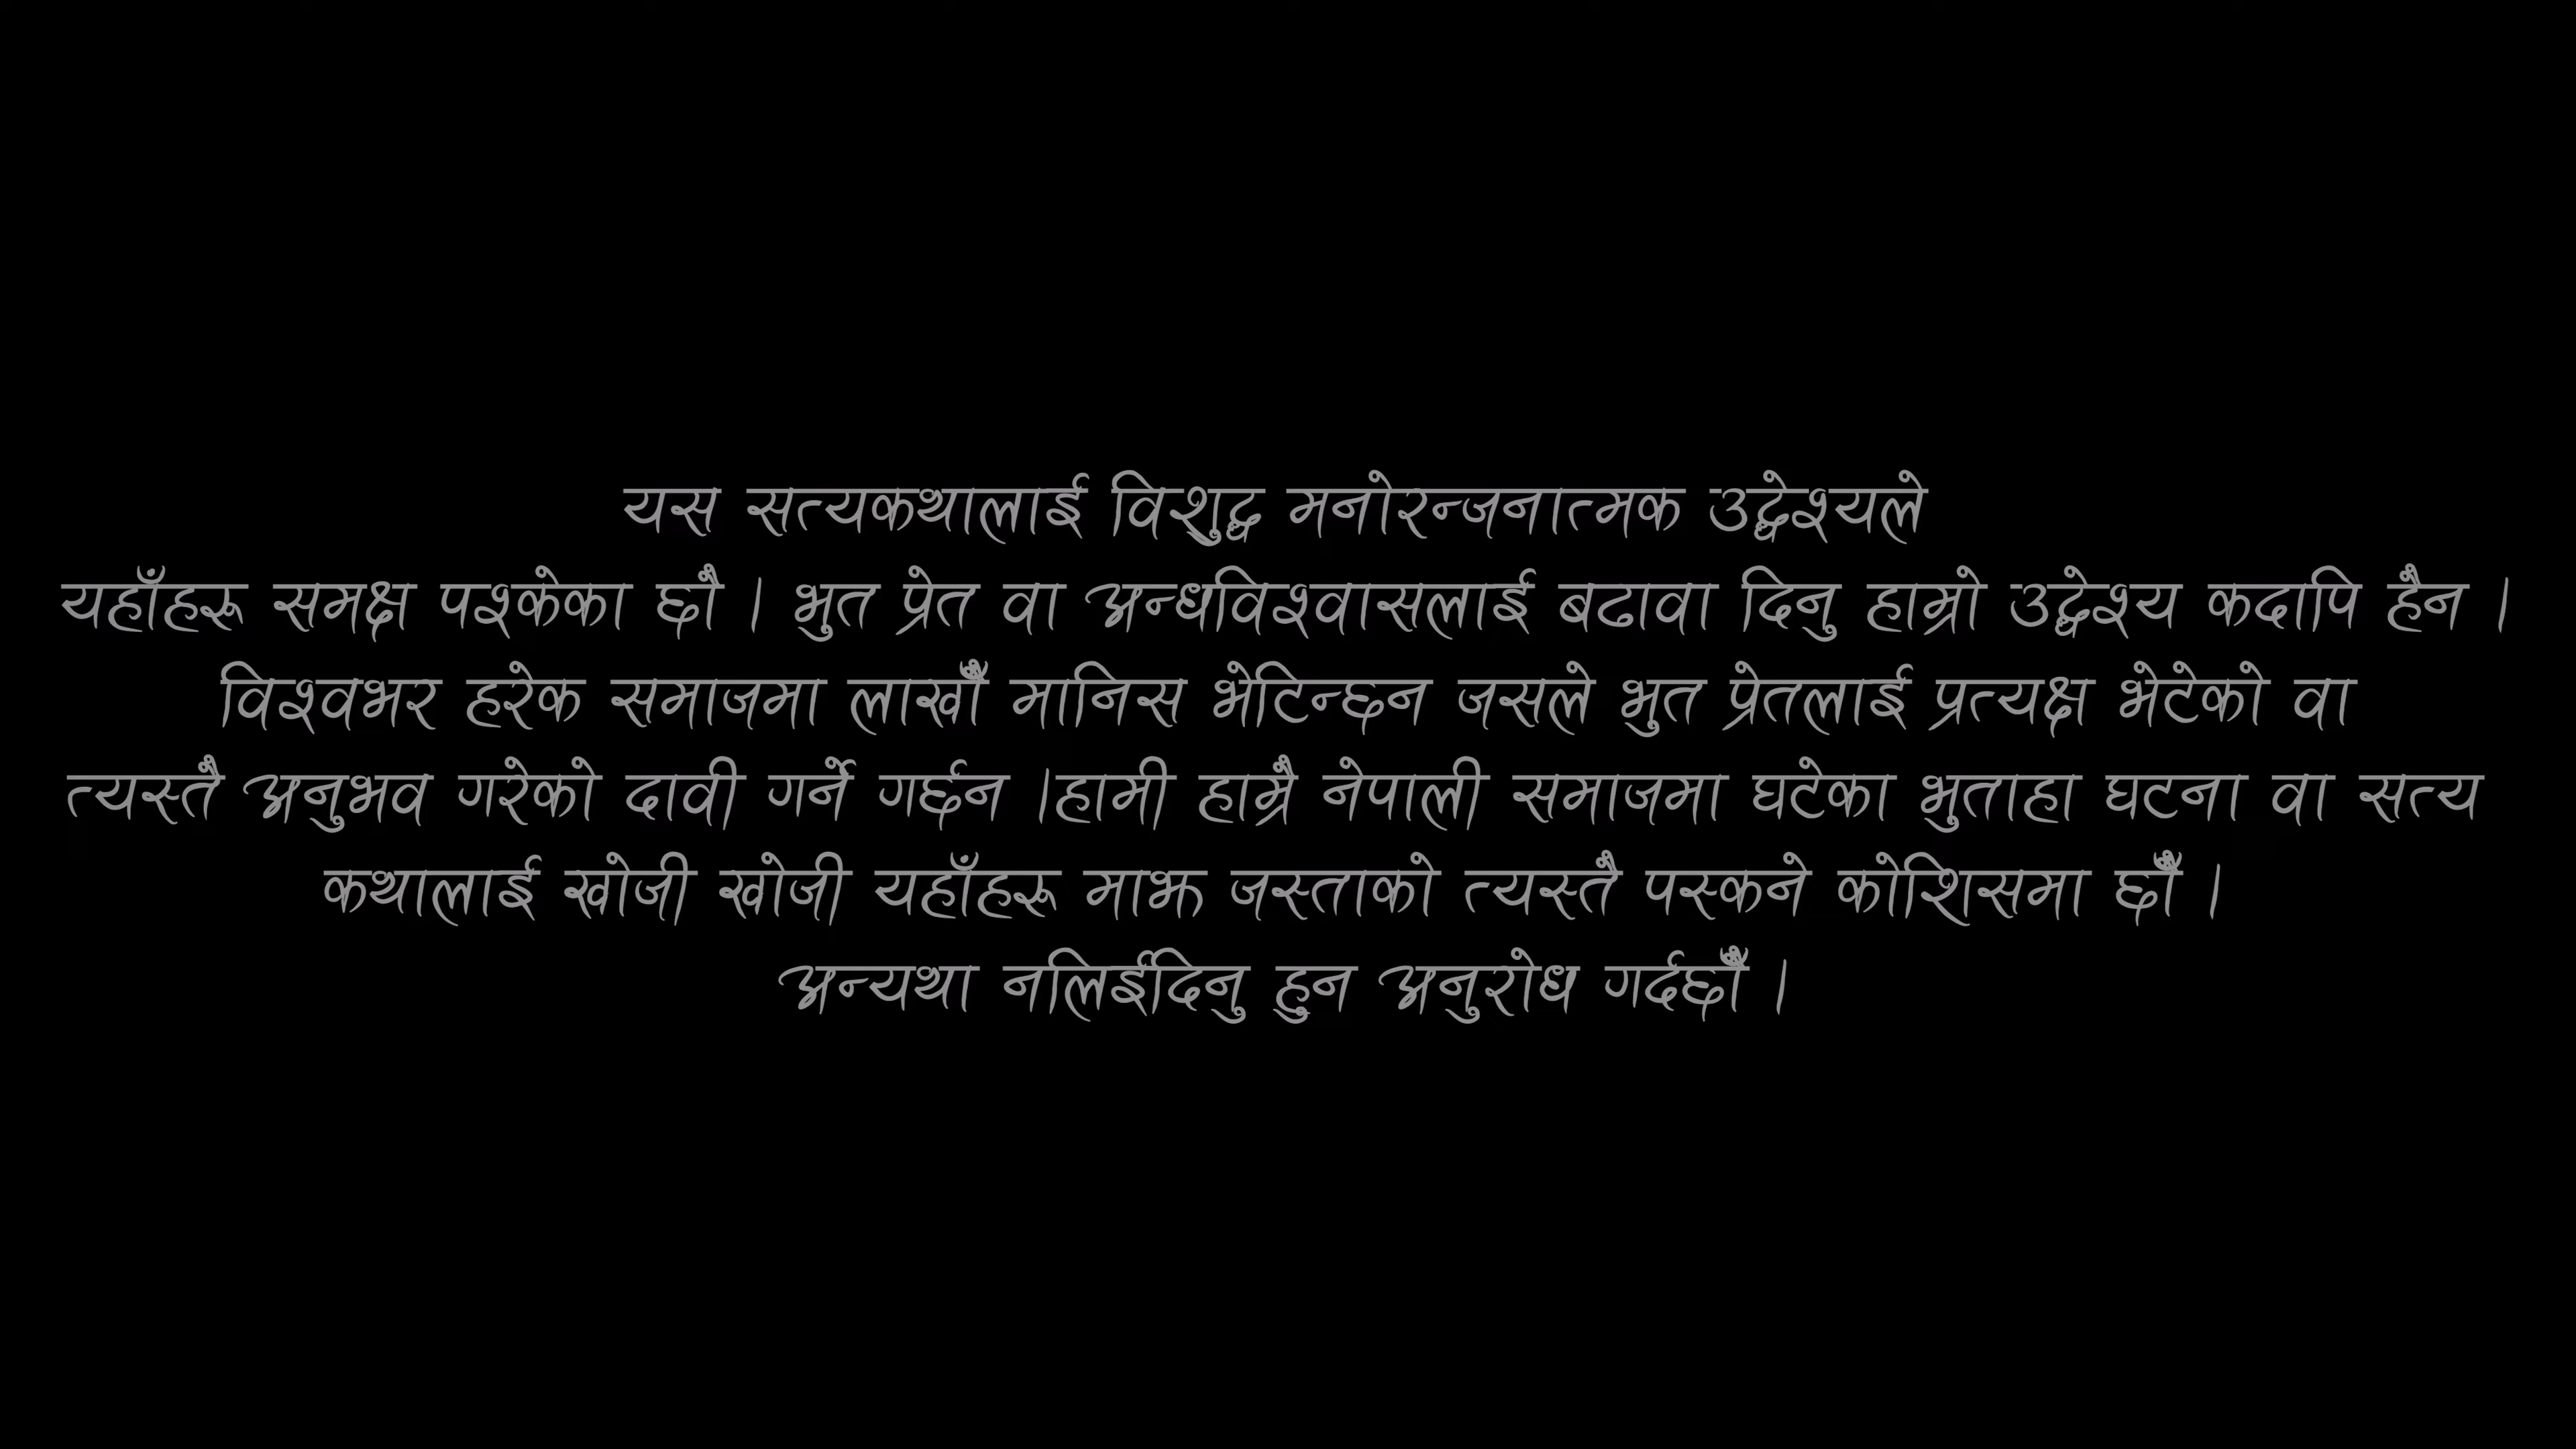 यस सत्यकथालाई विशुद्ध मनोरन्जनात्मक उद्धेश्यले
यहाँहरू समक्ष पश्केका छौ । भुत प्रेत वा अन्धविश्वासलाई बढावा दिनु हाम्रो उद्धेश्य कदापि हैन ।
विश्वभर हरेक समाजमा लाखौँ मानिस भेटिन्छन जसले भुत प्रेतलाई प्रत्यक्ष भेटेको वा
त्यस्तै अनुभव गरेको दावी गर्ने गर्छन ।हामी हाम्रै नेपाली समाजमा घटेका भुताहा घटना वा सत्य
कथालाई खोजी खोजी यहाँहरू माझ जस्ताको त्यस्तै पस्कने कोशिसमा छौँ ।
अन्यथा नलिईदिनु हुन अनुरोध गर्दछौँ ।